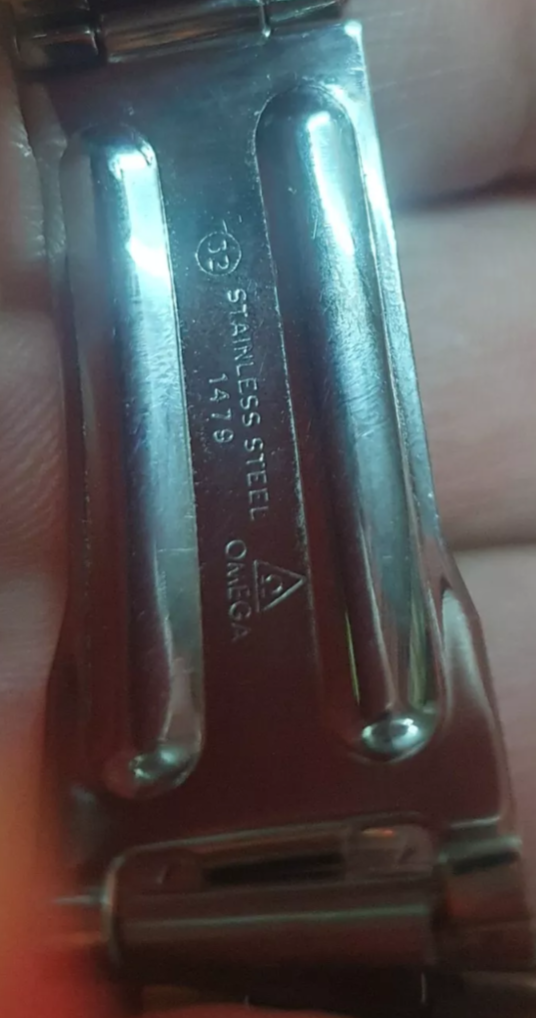 32
STAINLESS STEEL
1479
Ω
OMEGA